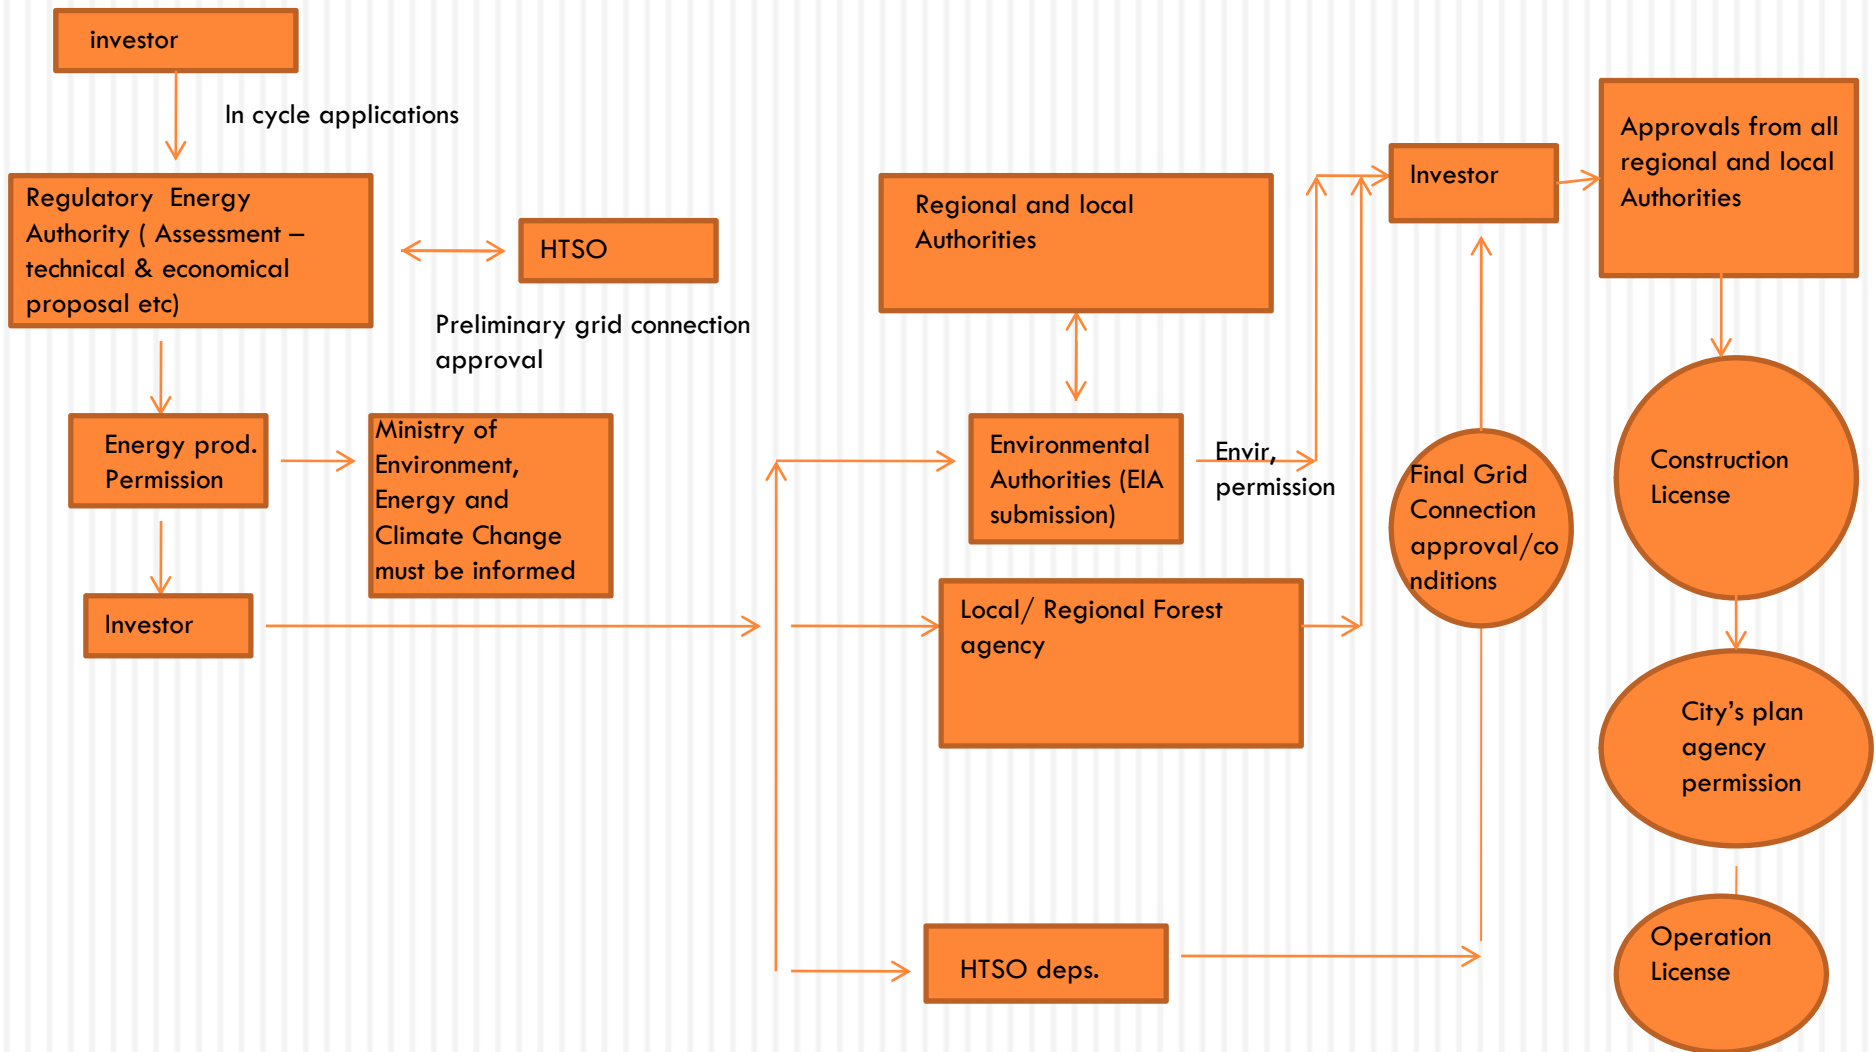 investor
In cycle applications
Regulatory Energy
Authority ( Assessment –
technical & economical
proposal etc)
HTSO
Preliminary grid connection
approval
Energy prod.
Permission
Ministry of
Environment,
Energy and
Climate Change
must be informed
Investor
Regional and local
Authorities
Environmental
Authorities (EIA
submission)
Envir,
permission
Local/ Regional Forest
agency
HTSO deps.
Investor
Final Grid
Connection
approval/co
nditions
Approvals from all
regional and local
Authorities
Construction
License
City’s plan
agency
permission
Operation
License